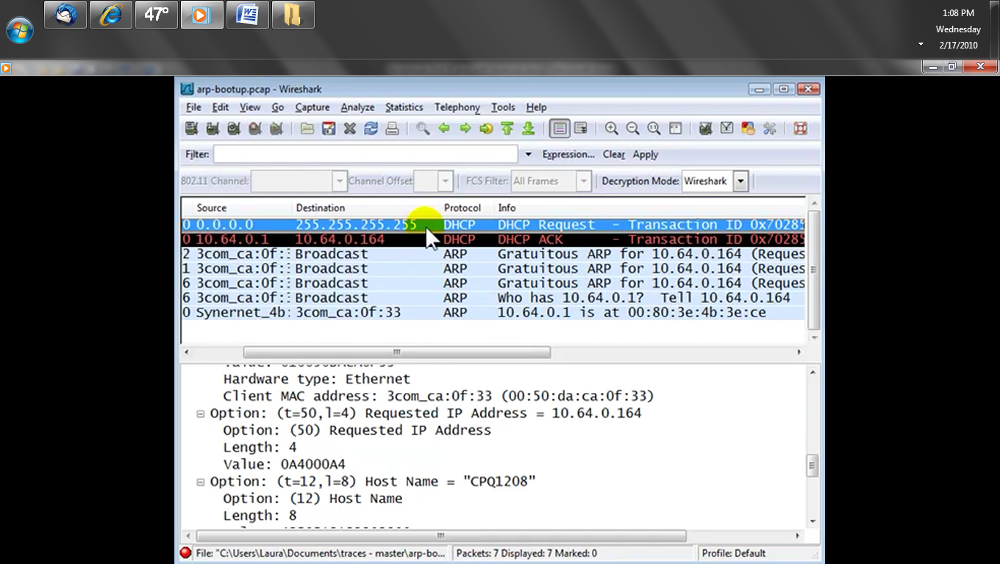 47°
1:08 PM
Wednesday
2/17/2010
arp-bootup.pcap - Wireshark
File Edit View Go Capture Analyze Statistics Telephony Tools Help
Filter: Expression... Clear Apply
802.11 Channel: Channel Offset: FCS Filter: All Frames Decryption Mode: Wireshark
Source Destination Protocol Info
0 0.0.0.0 255.255.255.255 DHCP DHCP Request - Transaction ID 0x70285
0 10.64.0.1 10.64.0.164 DHCP DHCP ACK - Transaction ID 0x70285
2 3com_ca:0f:3 Broadcast ARP Gratuitous ARP for 10.64.0.164 (Reques
1 3com_ca:0f:3 Broadcast ARP Gratuitous ARP for 10.64.0.164 (Reques
6 3com_ca:0f:3 Broadcast ARP Gratuitous ARP for 10.64.0.164 (Reques
6 3com_ca:0f:3 Broadcast ARP Who has 10.64.0.1? Tell 10.64.0.164
0 Synernet_4b: 3com_ca:0f:33 ARP 10.64.0.1 is at 00:80:3e:4b:3e:ce
Hardware type: Ethernet
Client MAC address: 3com_ca:0f:33 (00:50:da:ca:0f:33)
Option: (t=50,l=4) Requested IP Address = 10.64.0.164
Option: (50) Requested IP Address
Length: 4
Value: 0A4000A4
Option: (t=12,l=8) Host Name = "CPQ1208"
Option: (12) Host Name
Length: 8
File: "C:\Users\Laura\Documents\traces - master\arp-bo... Packets: 7 Displayed: 7 Marked: 0 Profile: Default